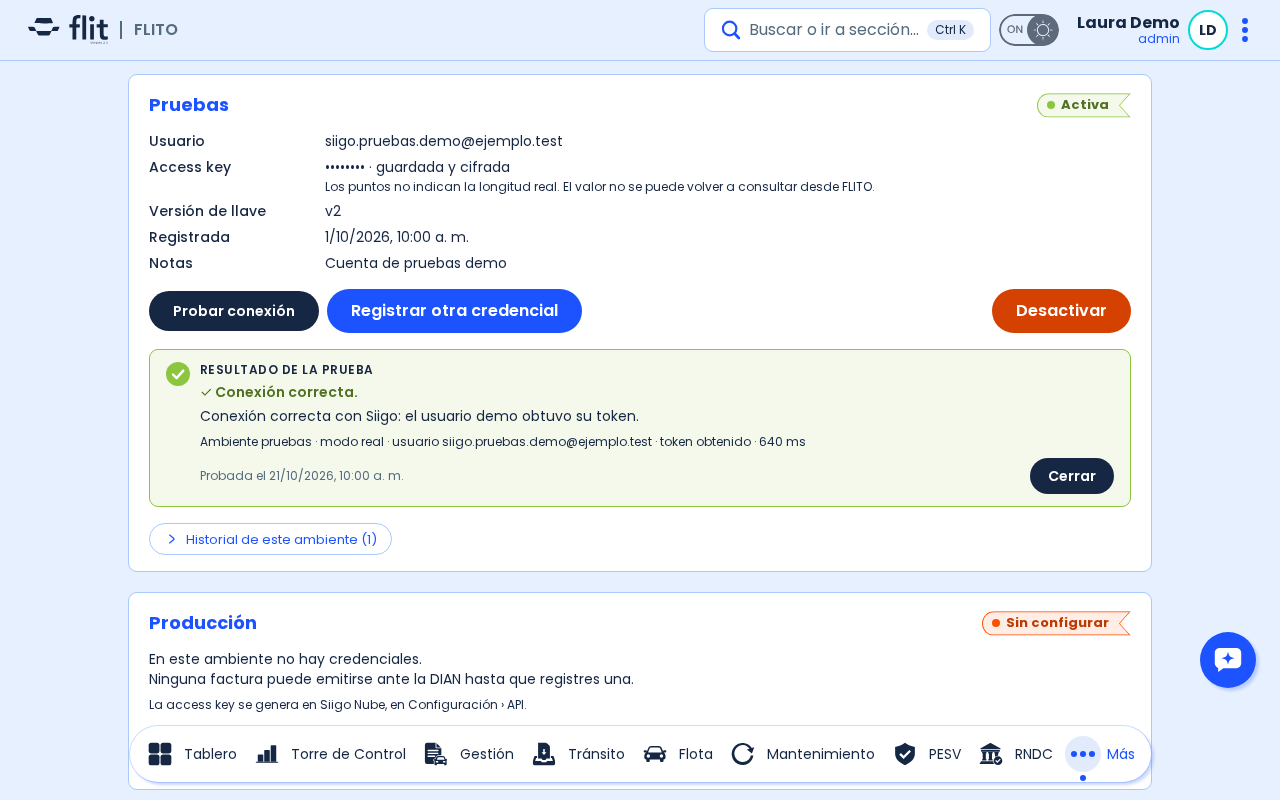 flit | FLITO
Buscar o ir a sección... Ctrl K
ON
Laura Demo
admin
LD
Pruebas
Activa
Usuario siigo.pruebas.demo@ejemplo.test
Access key •••••••• · guardada y cifrada
Los puntos no indican la longitud real. El valor no se puede volver a consultar desde FLITO.
Versión de llave v2
Registrada 1/10/2026, 10:00 a. m.
Notas Cuenta de pruebas demo
Probar conexión Registrar otra credencial Desactivar
RESULTADO DE LA PRUEBA
✓ Conexión correcta.
Conexión correcta con Siigo: el usuario demo obtuvo su token.
Ambiente pruebas · modo real · usuario siigo.pruebas.demo@ejemplo.test · token obtenido · 640 ms
Probada el 21/10/2026, 10:00 a. m. Cerrar
Historial de este ambiente (1)
Producción
Sin configurar
En este ambiente no hay credenciales.
Ninguna factura puede emitirse ante la DIAN hasta que registres una.
La access key se genera en Siigo Nube, en Configuración › API.
Tablero Torre de Control Gestión Tránsito Flota Mantenimiento PESV RNDC Más